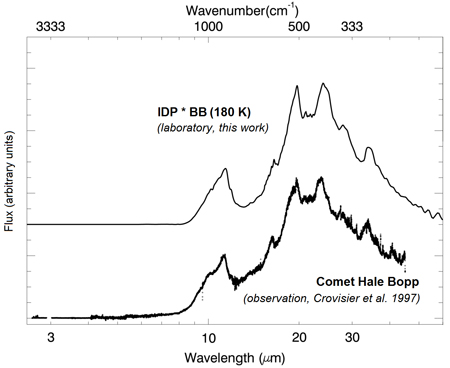 Wavenumber(cm-1)
3333 1000 500 333
IDP * BB (180 K)
(laboratory, this work)
Flux (arbitrary units)
Comet Hale Bopp
(observation, Crovisier et al. 1997)
3 10 20 30
Wavelength (μm)